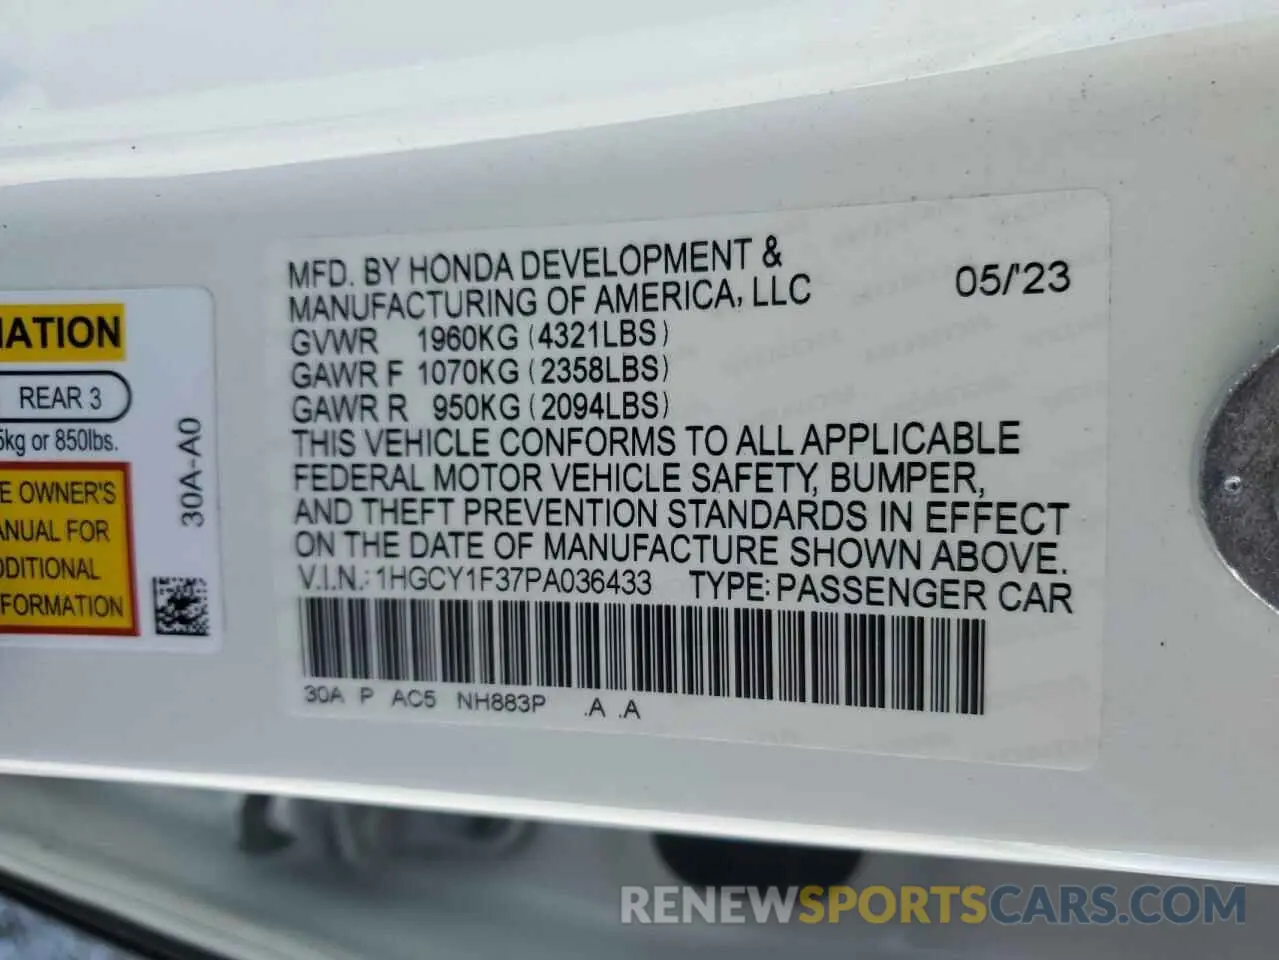 MFD. BY HONDA DEVELOPMENT &
MANUFACTURING OF AMERICA, LLC 05/'23
GVWR 1960KG (4321LBS)
GAWR F 1070KG (2358LBS)
GAWR R 950KG (2094LBS)
THIS VEHICLE CONFORMS TO ALL APPLICABLE
FEDERAL MOTOR VEHICLE SAFETY, BUMPER,
AND THEFT PREVENTION STANDARDS IN EFFECT
ON THE DATE OF MANUFACTURE SHOWN ABOVE.
V.I.N.: 1HGCY1F37PA036433 TYPE: PASSENGER CAR
30A P AC5 NH883P .A .A
MATION
REAR 3
5kg or 850lbs.
E OWNER'S
ANUAL FOR
DDITIONAL
FORMATION
30A-A0
RENEWSPORTSCARS.COM